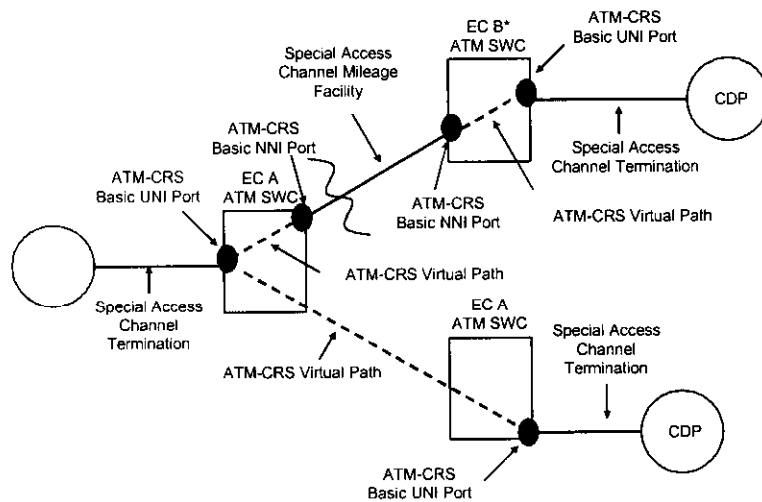 EC B*
ATM SWC
ATM-CRS
Basic UNI Port
Special Access
Channel Mileage
Facility
CDP
ATM-CRS
Basic NNI Port
Special Access
Channel Termination
ATM-CRS
Basic UNI Port
EC A
ATM SWC
ATM-CRS
Basic NNI Port
ATM-CRS Virtual Path
ATM-CRS Virtual Path
Special Access
Channel
Termination
EC A
ATM SWC
Special Access
Channel
Termination
ATM-CRS Virtual Path
CDP
ATM-CRS
Basic UNI Port